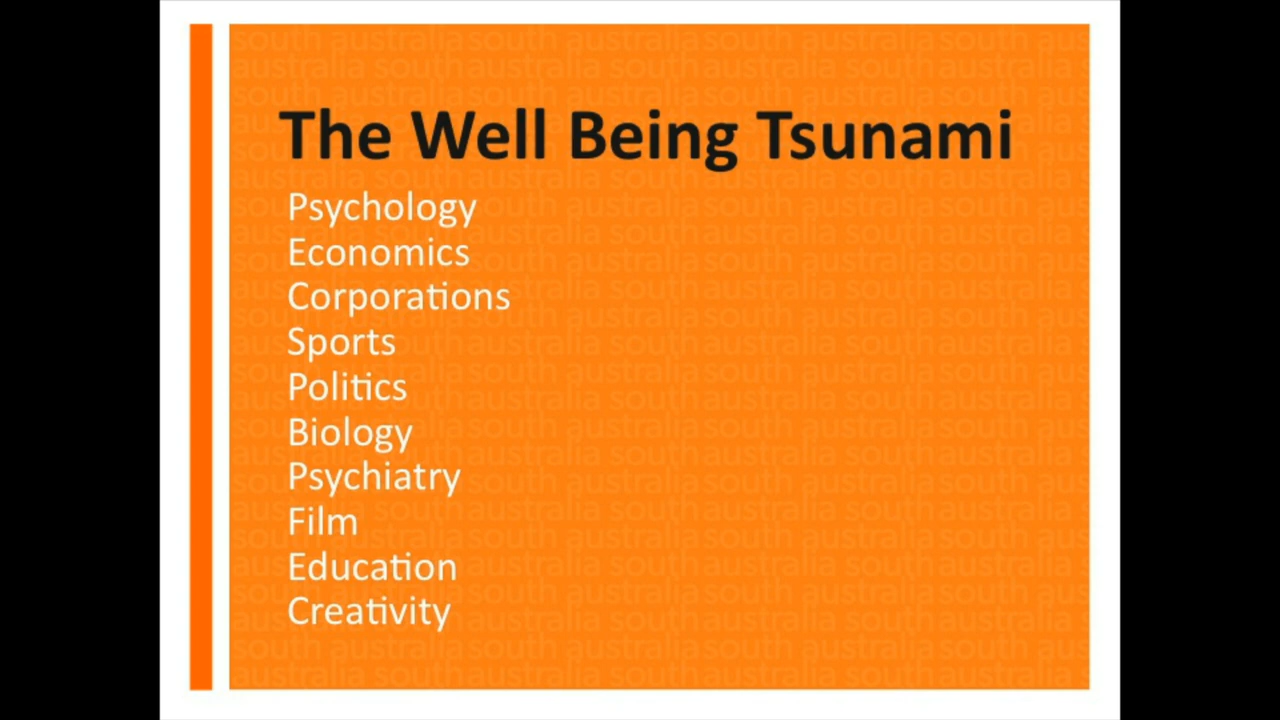 The Well Being Tsunami
Psychology
Economics
Corporations
Sports
Politics
Biology
Psychiatry
Film
Education
Creativity